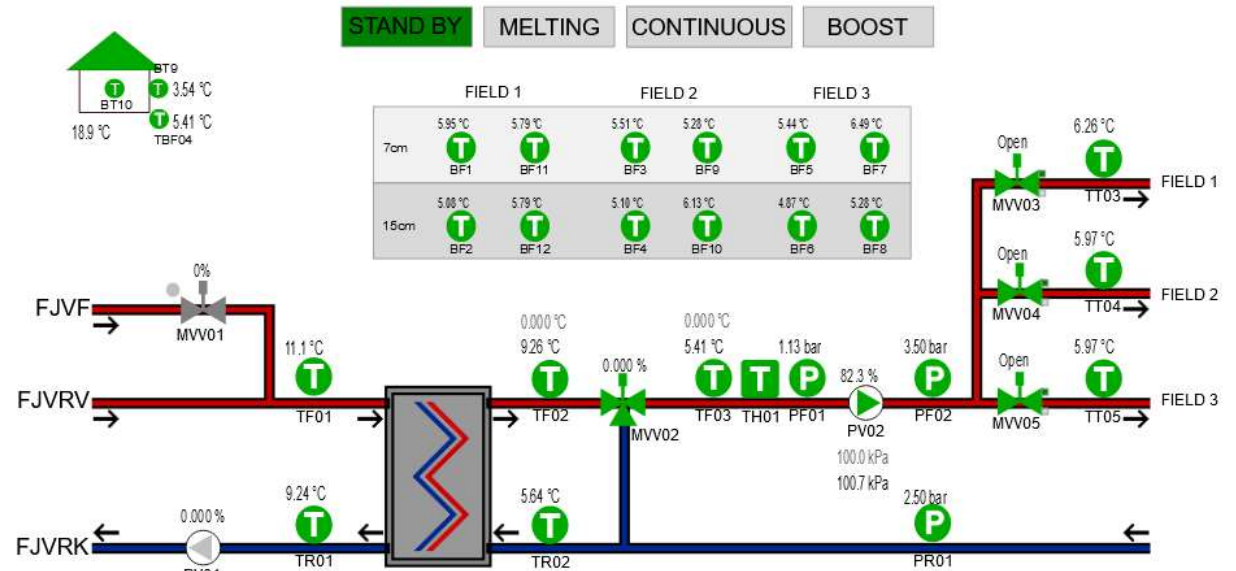 STAND BY MELTING CONTINUOUS BOOST
BT9
T T 3.54 °C
BT10
T 5.41 °C
18.9 °C TBF04
FIELD 1 FIELD 2 FIELD 3
5.95 °C 5.79 °C 5.51 °C 5.28 °C 5.44 °C 6.49 °C
7cm T T T T T T
BF1 BF11 BF3 BF9 BF5 BF7
5.08 °C 5.79 °C 5.10 °C 6.13 °C 4.87 °C 5.28 °C
15cm T T T T T T
BF2 BF12 BF4 BF10 BF6 BF8
6.26 °C
Open T
FIELD 1
MVV03 TT03
5.97 °C
Open T
FIELD 2
MVV04 TT04
0%
FJVF
MVV01
0.000 °C 0.000 °C
11.1 °C 9.26 °C 5.41 °C 1.13 bar 3.50 bar 5.97 °C
0.000 % 82.3 % Open
T T T T P P T
FJVRV FIELD 3
TF01 TF02 MVV02 TF03 TH01 PF01 PV02 PF02 MVV05 TT05
100.0 kPa
100.7 kPa
9.24 °C 5.64 °C 2.50 bar
0.000 % T T P
FJVRK
TR01 TR02 PR01